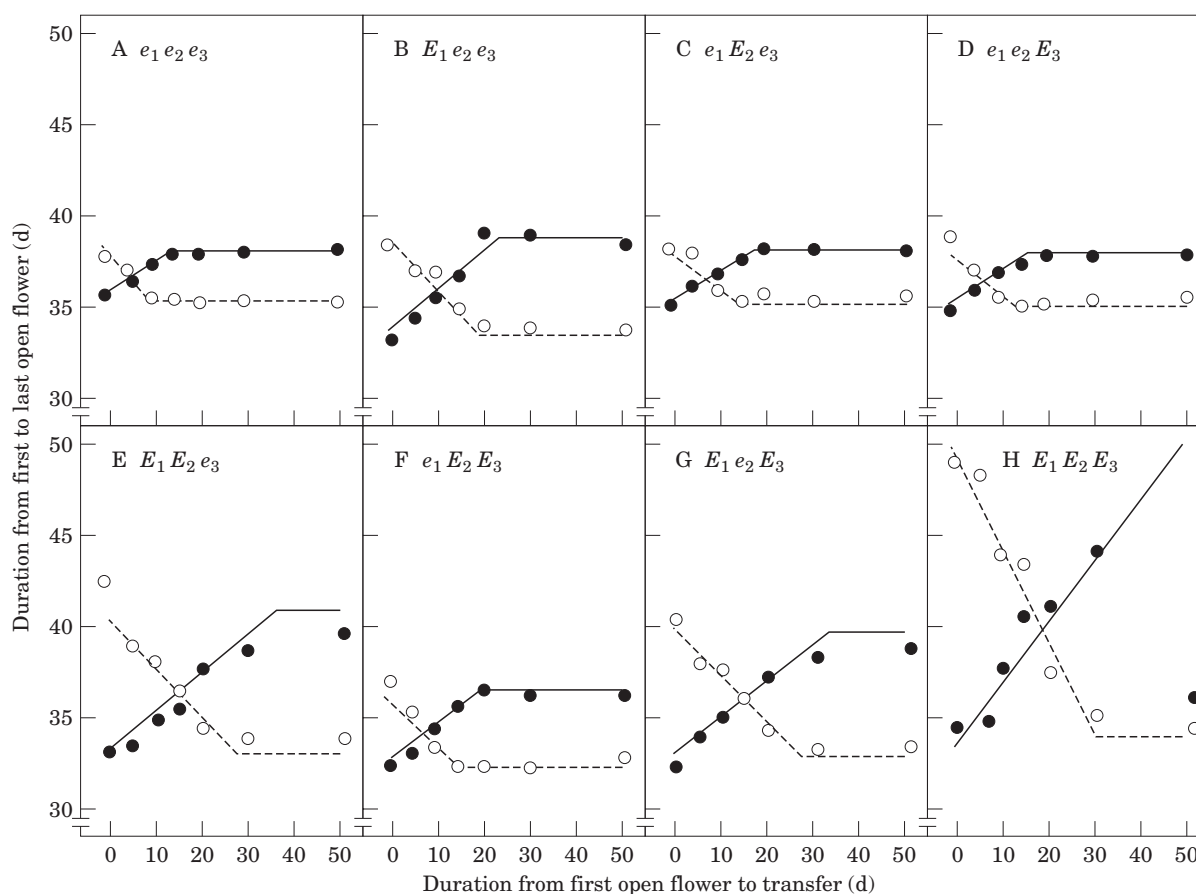 50
45
40
35
30
A e₁ e₂ e₃
B E₁ e₂ e₃
C e₁ E₂ e₃
D e₁ e₂ E₃
50
45
40
35
30
E E₁ E₂ e₃
F e₁ E₂ E₃
G E₁ e₂ E₃
H E₁ E₂ E₃
0 10 20 30 40 50
0 10 20 30 40 50
0 10 20 30 40 50
0 10 20 30 40 50
Duration from first to last open flower (d)
Duration from first open flower to transfer (d)